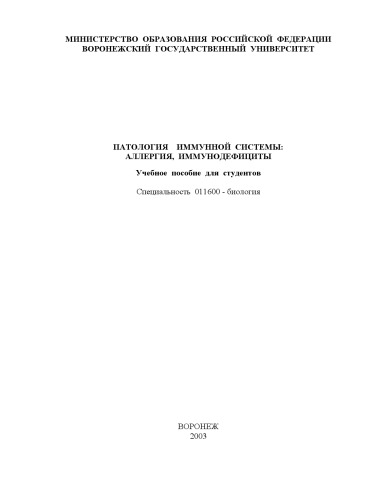 МИНИСТЕРСТВО ОБРАЗОВАНИЯ РОССИЙСКОЙ ФЕДЕРАЦИИ
ВОРОНЕЖСКИЙ ГОСУДАРСТВЕННЫЙ УНИВЕРСИТЕТ
ПАТОЛОГИЯ ИММУННОЙ СИСТЕМЫ:
АЛЛЕРГИЯ, ИММУНОДЕФИЦИТЫ
Учебное пособие для студентов
Специальность 011600 - биология
ВОРОНЕЖ
2003